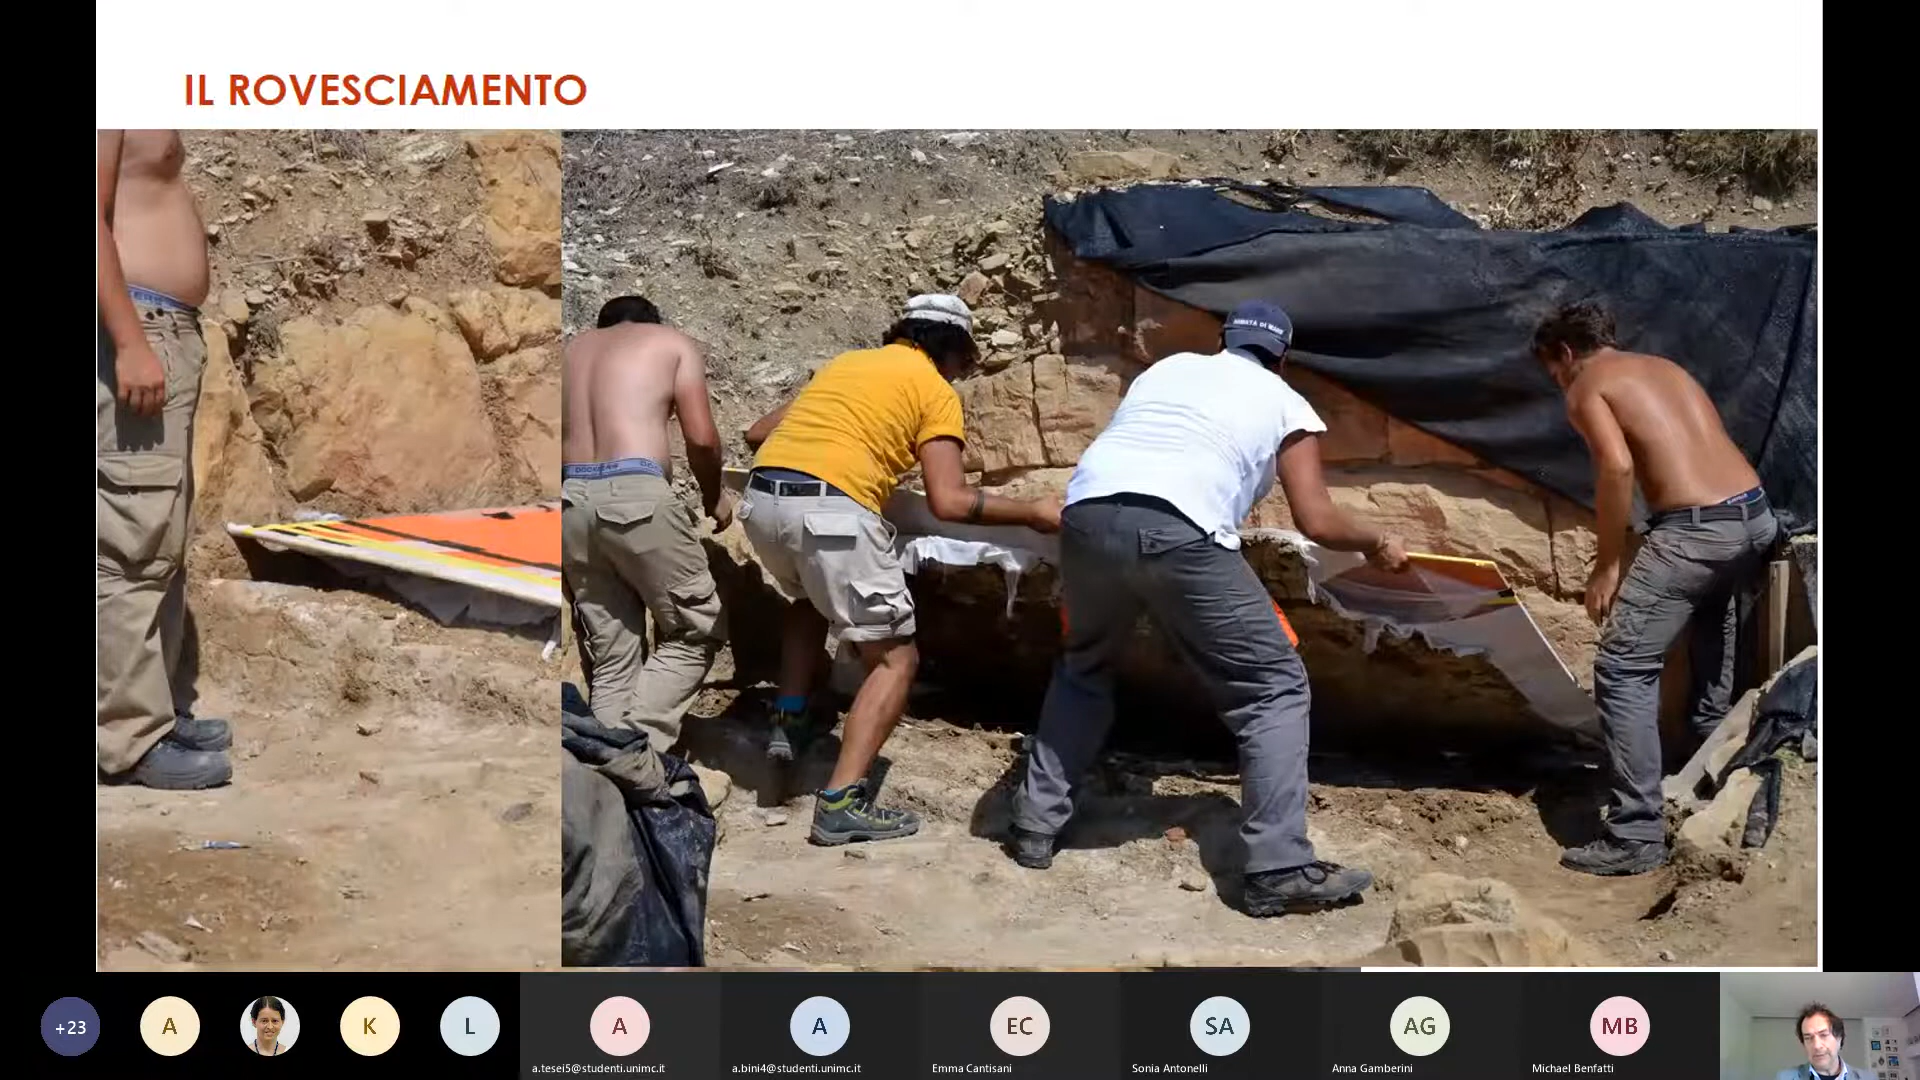 IL ROVESCIAMENTO
+23
A
K
L
A
A
EC
SA
AG
MB
a.tesei5@studenti.unimc.it
a.bini4@studenti.unimc.it
Emma Cantisani
Sonia Antonelli
Anna Gamberini
Michael Benfatti